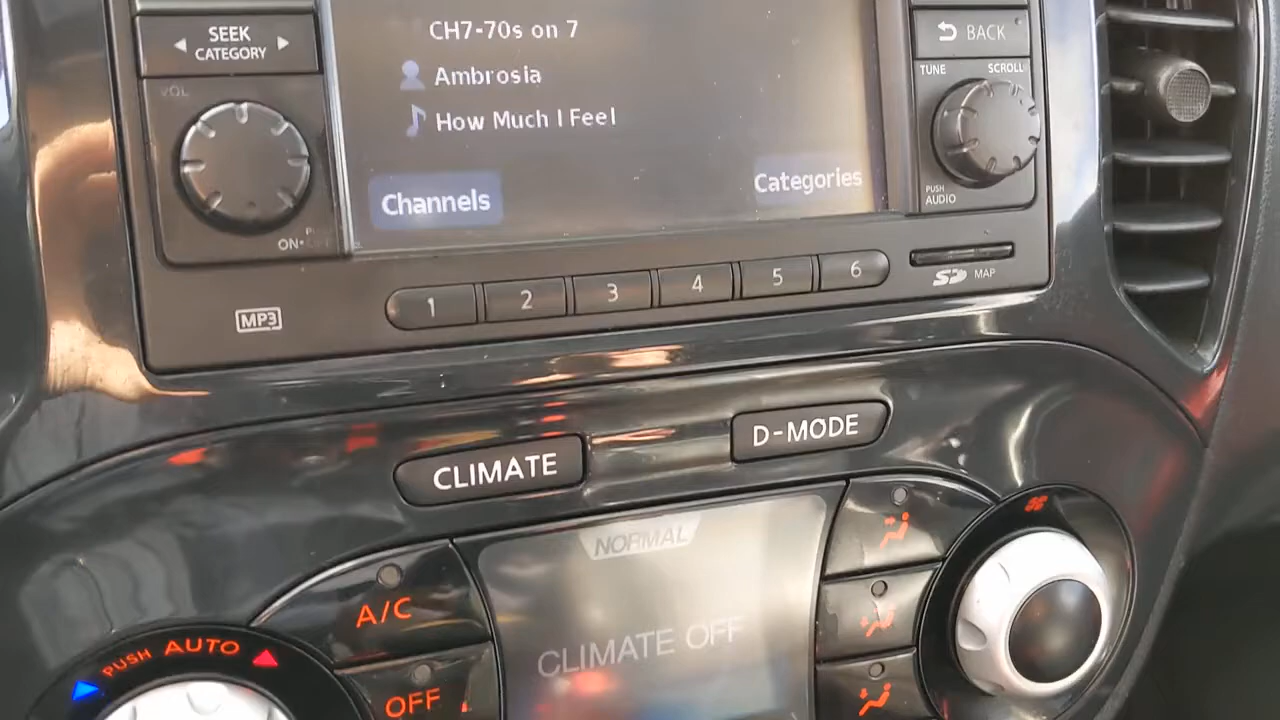 SEEK
CATEGORY
CH7-70s on 7
BACK
Ambrosia
TUNE
SCROLL
VOL
How Much I Feel
Channels
Categories
PUSH
AUDIO
ON•
MP3
1
2
3
4
5
6
SD
MAP
CLIMATE
D-MODE
NORMAL
A/C
CLIMATE OFF
PUSH AUTO
OFF